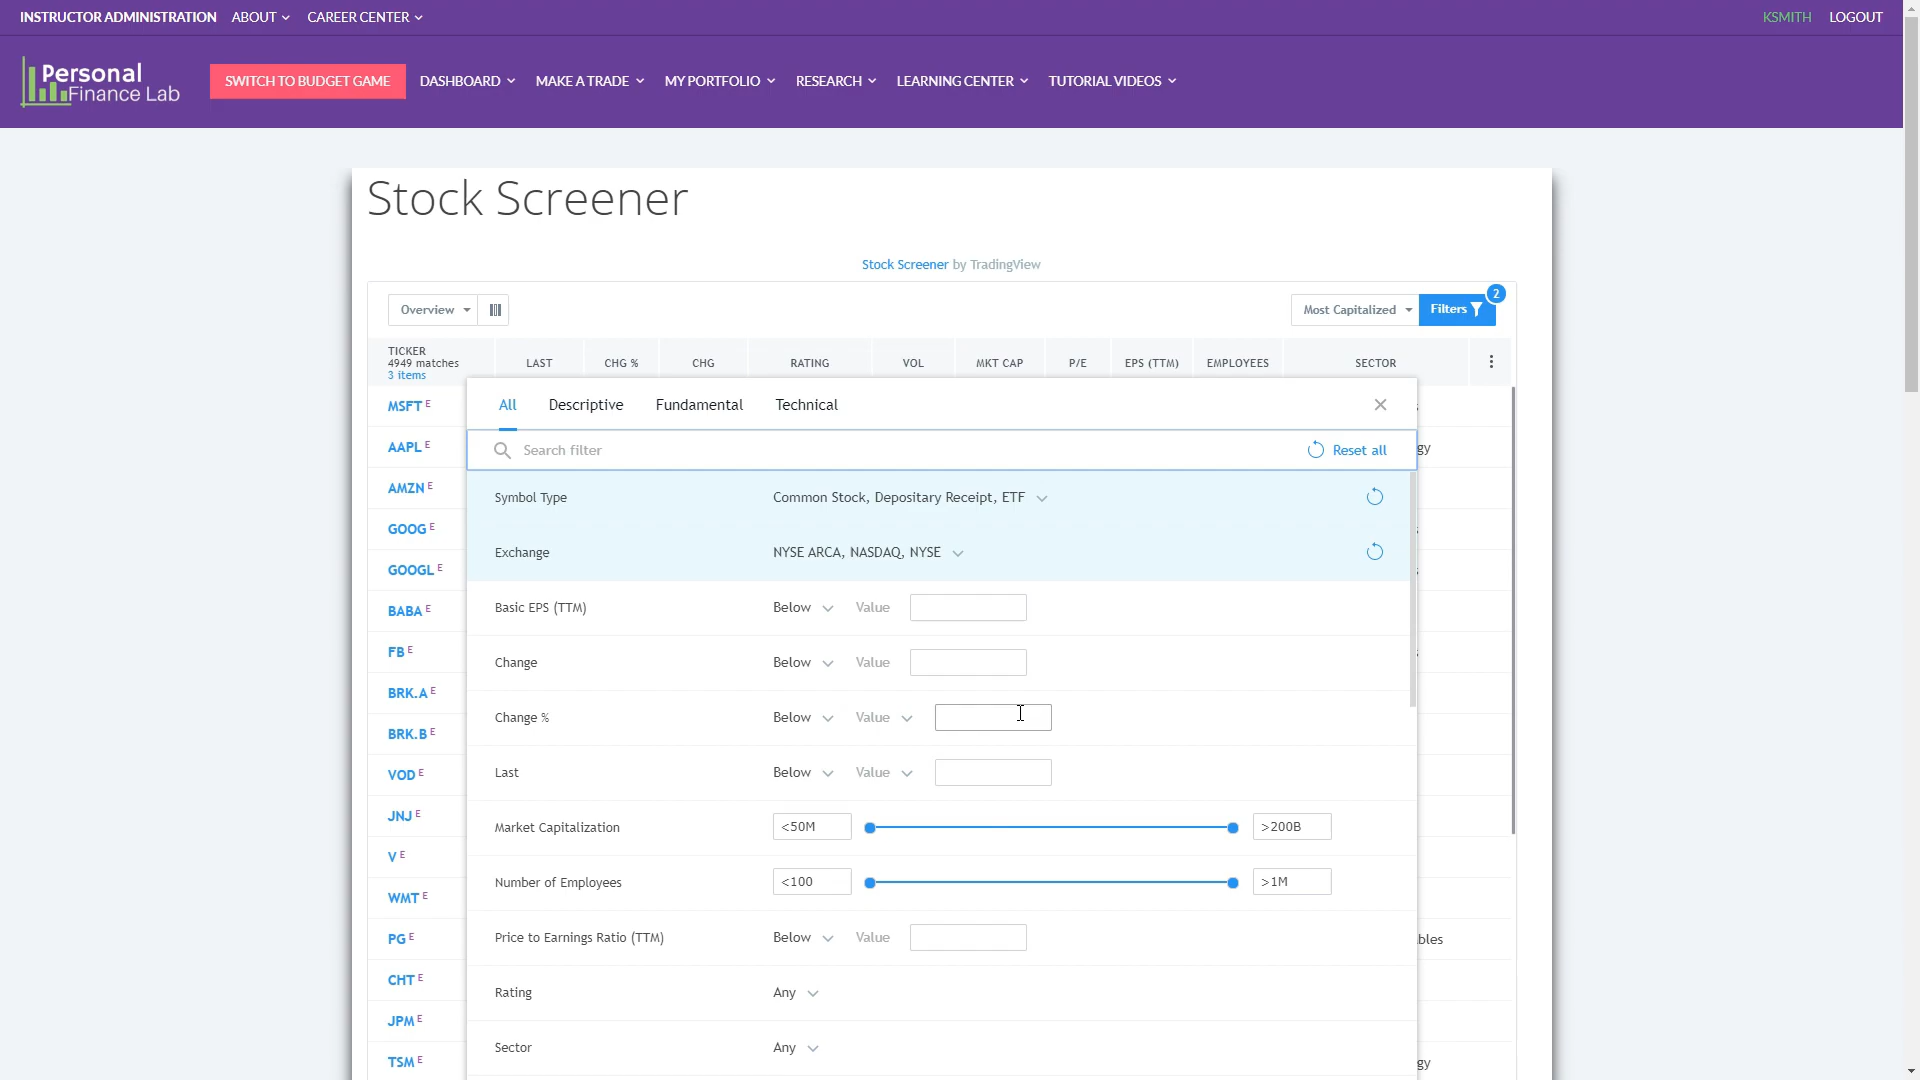 INSTRUCTOR ADMINISTRATION ABOUT CAREER CENTER KSMITH LOGOUT
Personal
Finance Lab
SWITCH TO BUDGET GAME DASHBOARD MAKE A TRADE MY PORTFOLIO RESEARCH LEARNING CENTER TUTORIAL VIDEOS
Stock Screener
Stock Screener by TradingView
Overview Most Capitalized Filters 2
TICKER
4949 matches
3 items
LAST CHG % CHG RATING VOL MKT CAP P/E EPS (TTM) EMPLOYEES SECTOR
MSFT E
AAPL E
AMZN E
GOOG E
GOOGL E
BABA E
FB E
BRK.A E
BRK.B E
VOD E
JNJ E
V E
WMT E
PG E
CHT E
JPM E
TSM E
All Descriptive Fundamental Technical
Search filter Reset all
Symbol Type Common Stock, Depositary Receipt, ETF
Exchange NYSE ARCA, NASDAQ, NYSE
Basic EPS (TTM) Below Value
Change Below Value
Change % Below Value
Last Below Value
Market Capitalization <50M >200B
Number of Employees <100 >1M
Price to Earnings Ratio (TTM) Below Value
Rating Any
Sector Any
gy
bles
gy